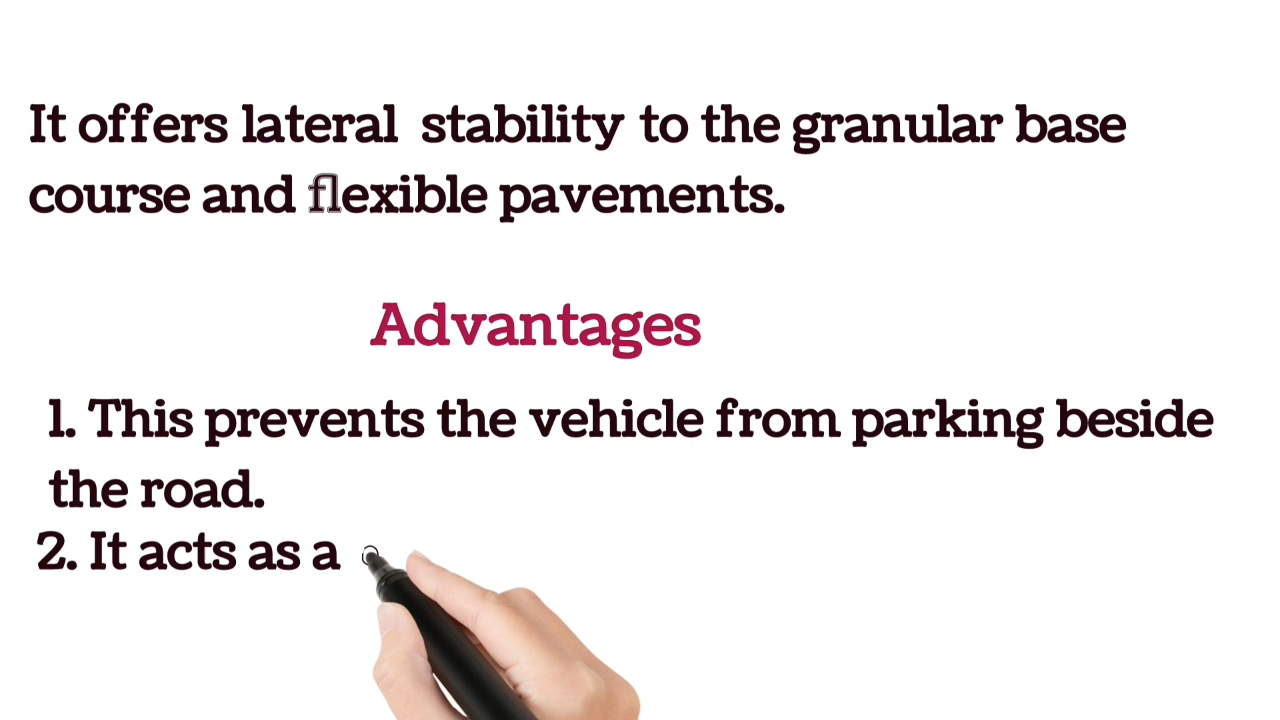 It offers lateral stability to the granular base
course and flexible pavements.
Advantages
1. This prevents the vehicle from parking beside
the road.
2. It acts as a